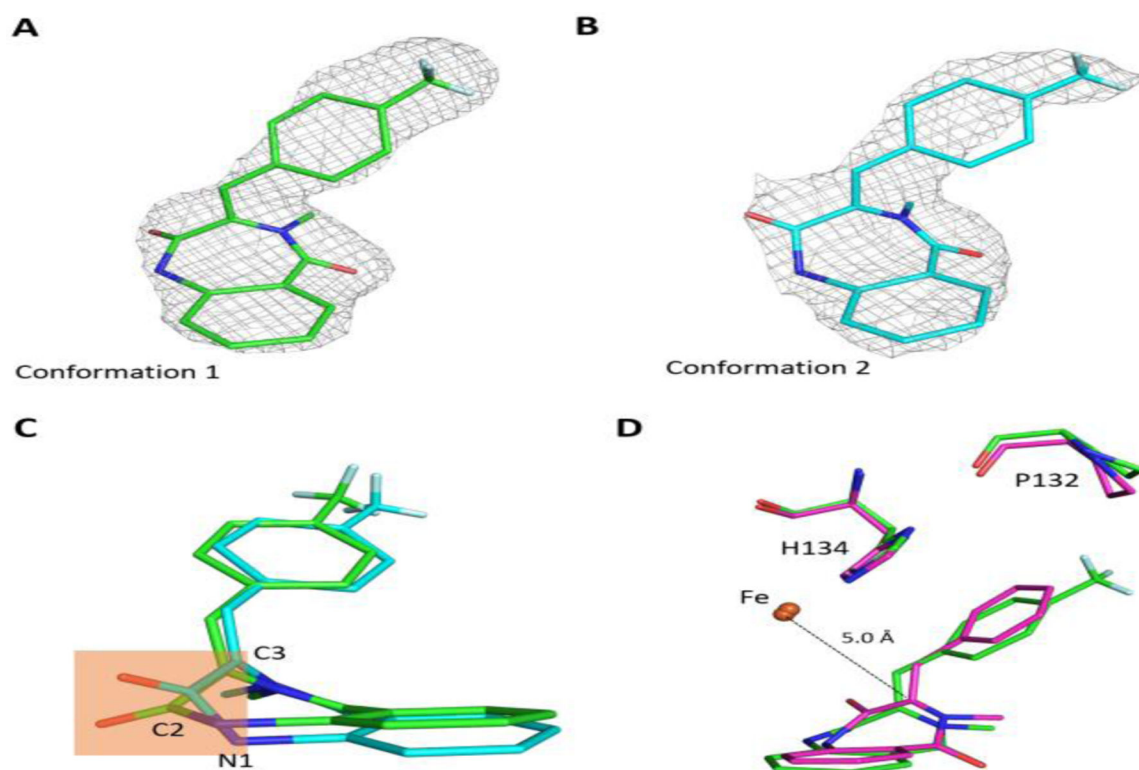 A
B
Conformation 1
Conformation 2
C
D
P132
H134
Fe
5.0 Å
C3
C2
N1